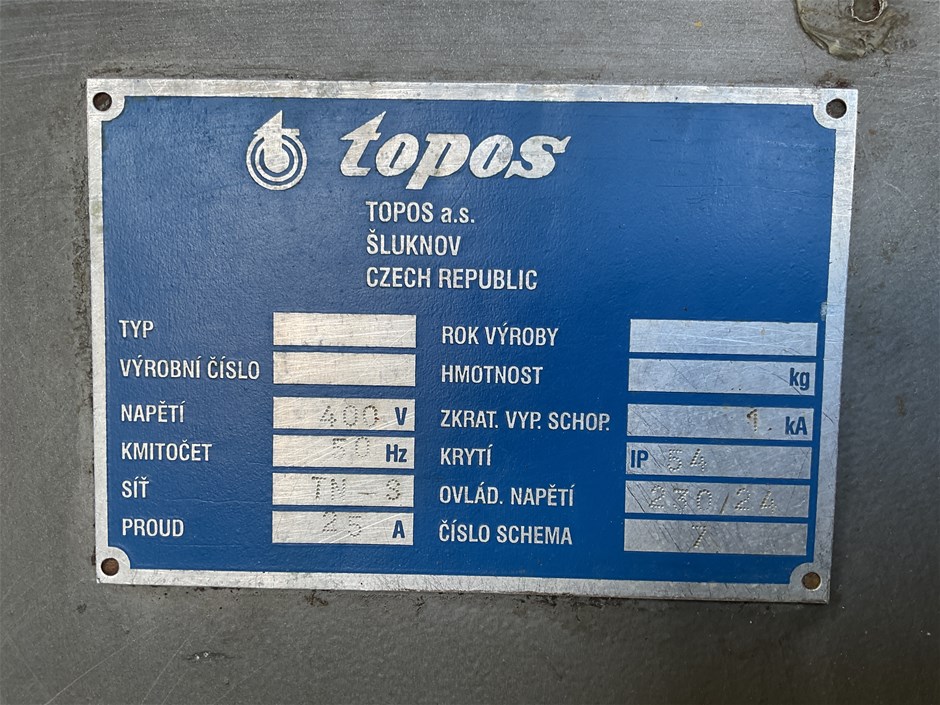 topos
TOPOS a.s.
ŠLUKNOV
CZECH REPUBLIC
TYP
VÝROBNÍ ČÍSLO
NAPĚTÍ 400 V
KMITOČET 50 Hz
SÍŤ TN-S
PROUD 25 A
ROK VÝROBY
HMOTNOST kg
ZKRAT. VYP. SCHOP. 1. kA
KRYTÍ IP 54
OVLÁD. NAPĚTÍ 230/24
ČÍSLO SCHEMA 7